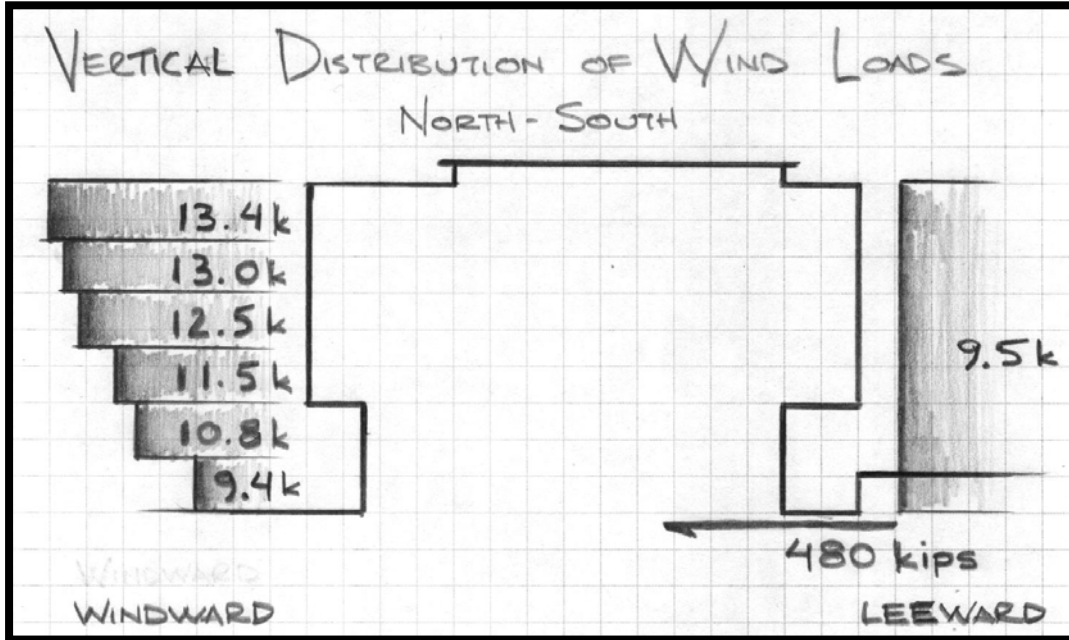 VERTICAL DISTRIBUTION OF WIND LOADS
NORTH-SOUTH
13.4k
13.0k
12.5k
11.5k
10.8k
9.4k
9.5k
480 kips
WINDWARD
WINDWARD
LEEWARD